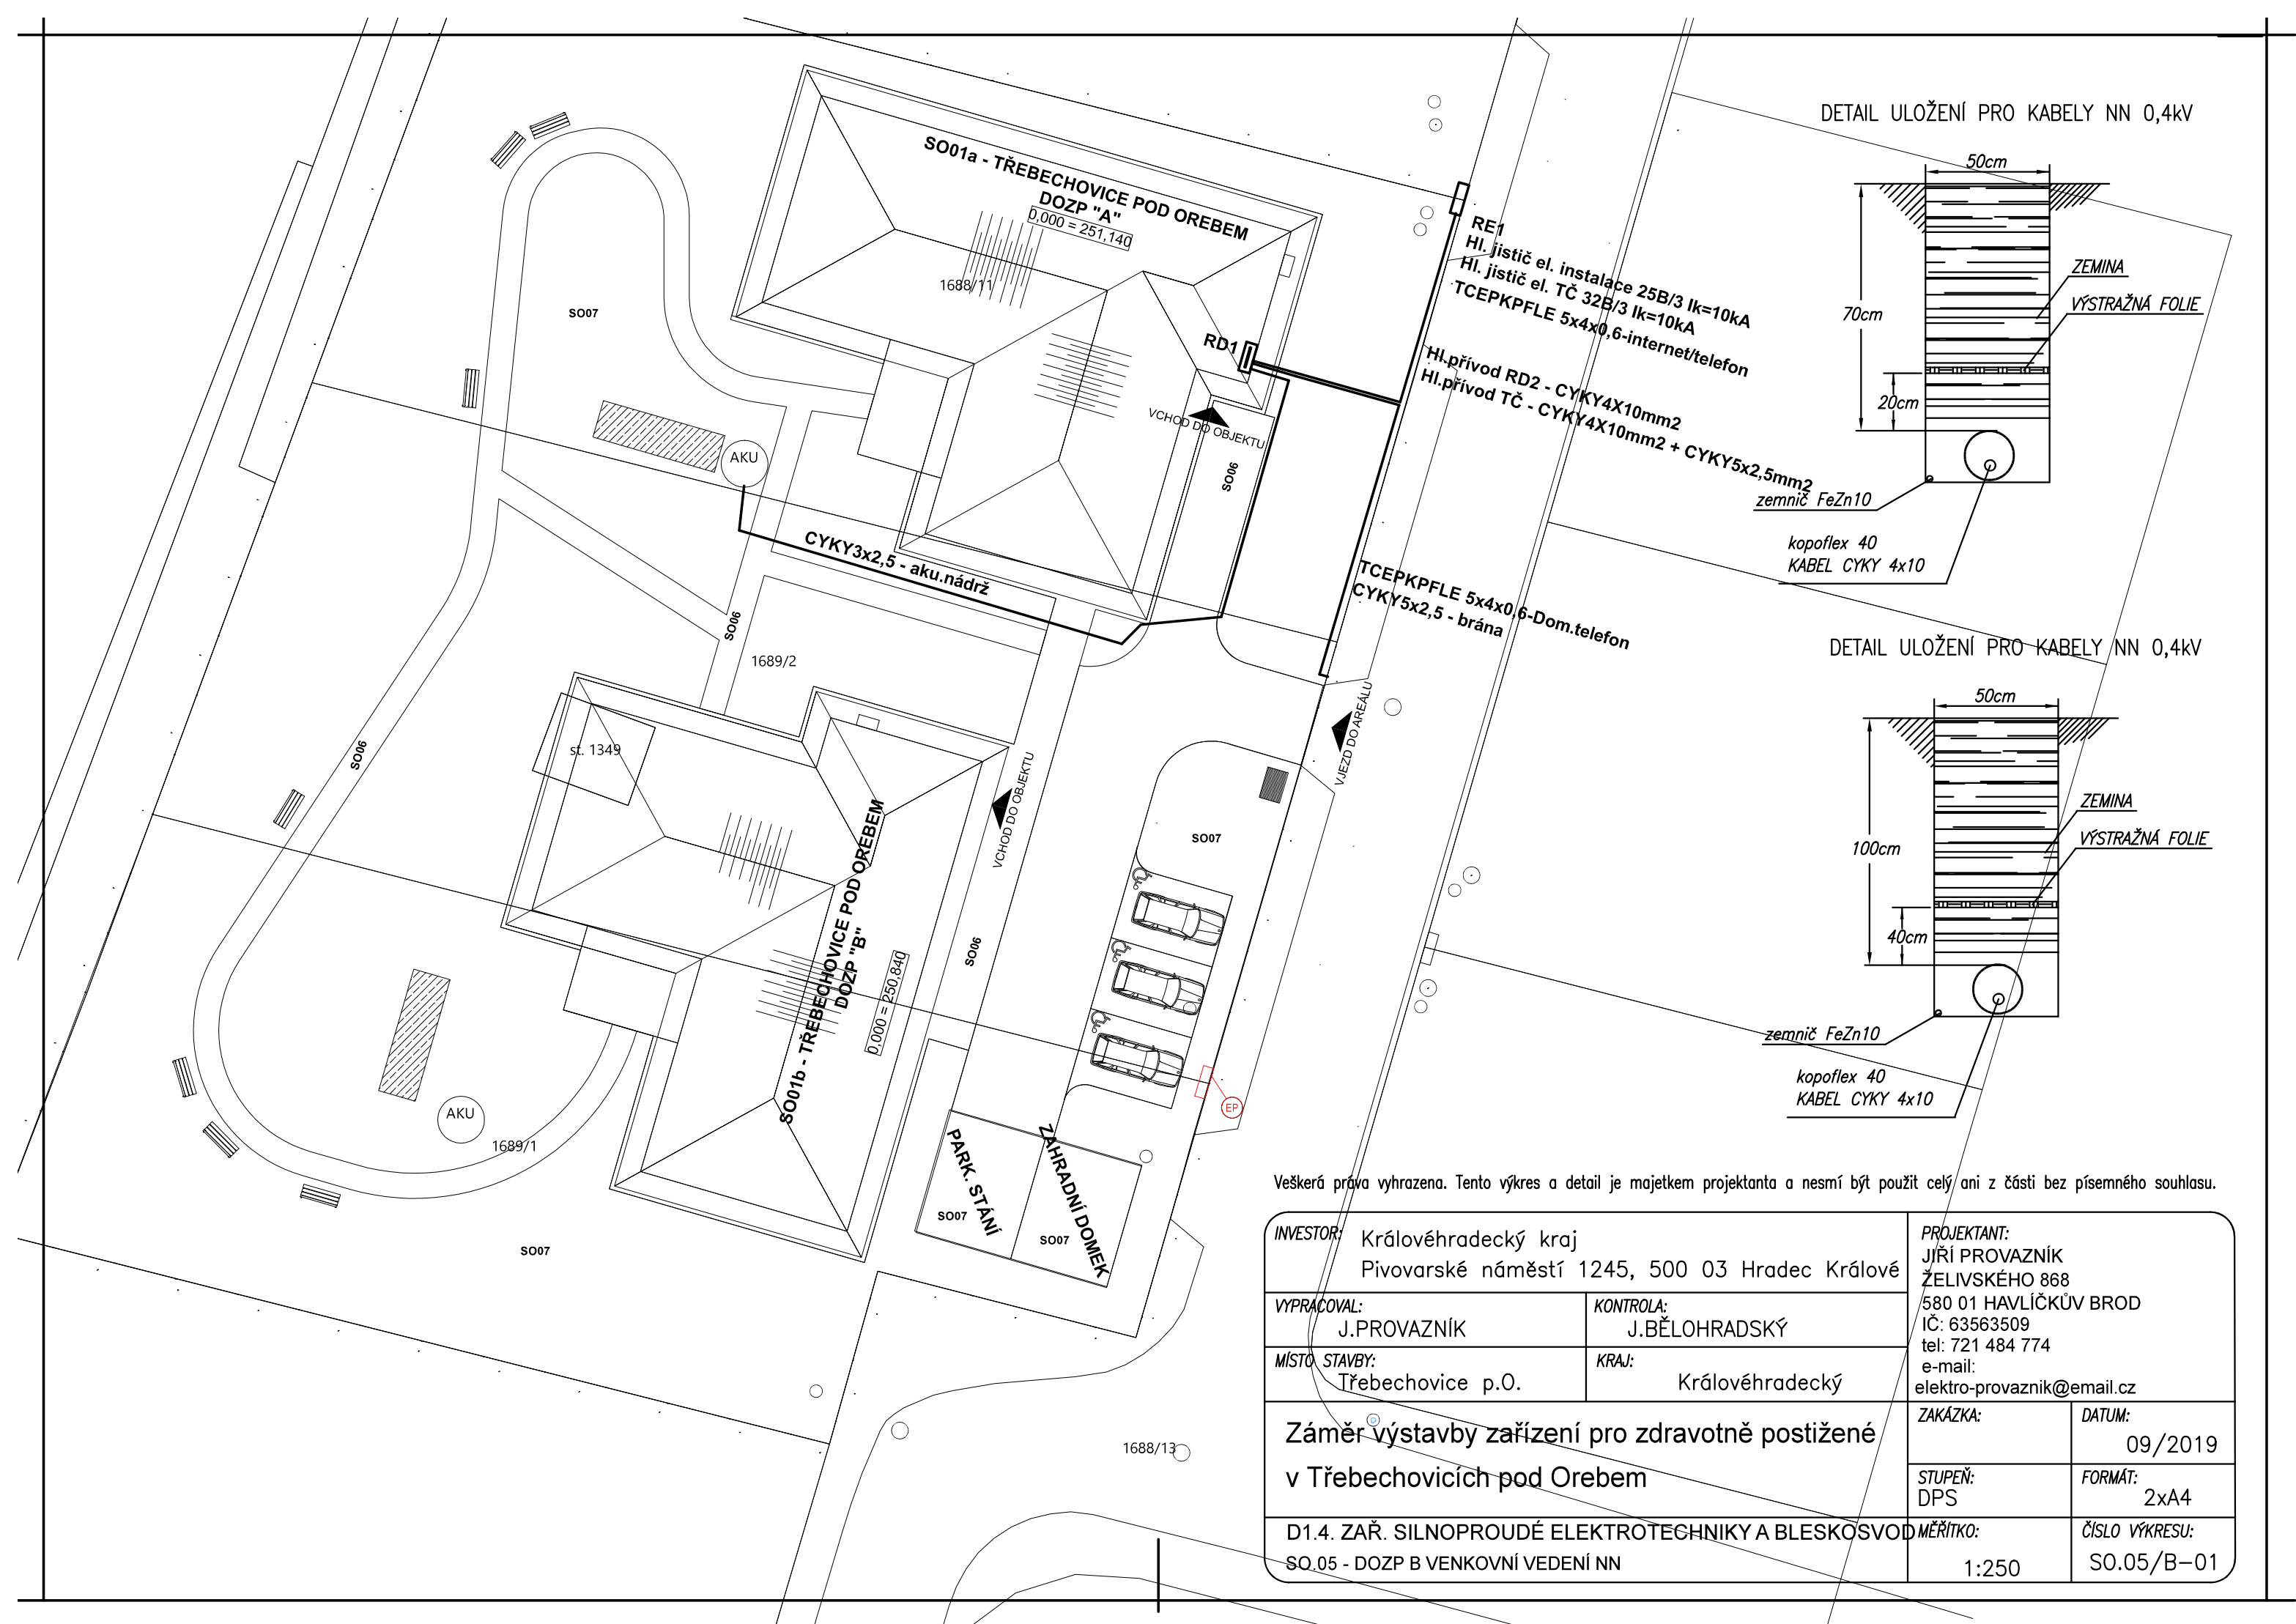 SO01a - TŘEBECHOVICE POD OREBEM
DOZP "A"
0,000 = 251,140
1688/11
SO07
RE1
Hl. jistič el. instalace 25B/3 Ik=10kA
Hl. jistič el. TČ 32B/3 Ik=10kA
TCEPKPFLE 5x4x0,6-internet/telefon
RD1
Hl.přívod RD2 - CYKY4X10mm2
Hl.přívod TČ - CYKY4X10mm2 + CYKY5x2,5mm2
VCHOD DO OBJEKTU
SO06
AKU
CYKY3x2,5 - aku.nádrž
TCEPKPFLE 5x4x0,6-Dom.telefon
CYKY5x2,5 - brána
SO06
1689/2
st. 1349
SO06
VJEZD DO AREÁLU
VCHOD DO OBJEKTU
SO07
SO01b - TŘEBECHOVICE POD OREBEM
DOZP "B"
0,000 = 250,840
SO06
AKU
1689/1
EP
PARK. STÁNÍ
SO07
ZAHRADNÍ DOMEK
SO07
SO07
1688/13
DETAIL ULOŽENÍ PRO KABELY NN 0,4kV
50cm
70cm
20cm
ZEMINA
VÝSTRAŽNÁ FOLIE
zemnič FeZn10
kopoflex 40
KABEL CYKY 4x10
DETAIL ULOŽENÍ PRO KABELY NN 0,4kV
50cm
100cm
40cm
ZEMINA
VÝSTRAŽNÁ FOLIE
zemnič FeZn10
kopoflex 40
KABEL CYKY 4x10
Veškerá práva vyhrazena. Tento výkres a detail je majetkem projektanta a nesmí být použit celý ani z části bez písemného souhlasu.
INVESTOR:
Královéhradecký kraj
Pivovarské náměstí 1245, 500 03 Hradec Králové
VYPRACOVAL:
J.PROVAZNÍK
KONTROLA:
J.BĚLOHRADSKÝ
MÍSTO STAVBY:
Třebechovice p.O.
KRAJ:
Královéhradecký
PROJEKTANT:
JIŘÍ PROVAZNÍK
ŽELIVSKÉHO 868
580 01 HAVLÍČKŮV BROD
IČ: 63563509
tel: 721 484 774
e-mail:
elektro-provaznik@email.cz
Záměr výstavby zařízení pro zdravotně postižené
v Třebechovicích pod Orebem
ZAKÁZKA:
DATUM:
09/2019
STUPEŇ:
DPS
FORMÁT:
2xA4
D1.4. ZAŘ. SILNOPROUDÉ ELEKTROTECHNIKY A BLESKOSVOD
SO.05 - DOZP B VENKOVNÍ VEDENÍ NN
MĚŘÍTKO:
1:250
ČÍSLO VÝKRESU:
SO.05/B-01